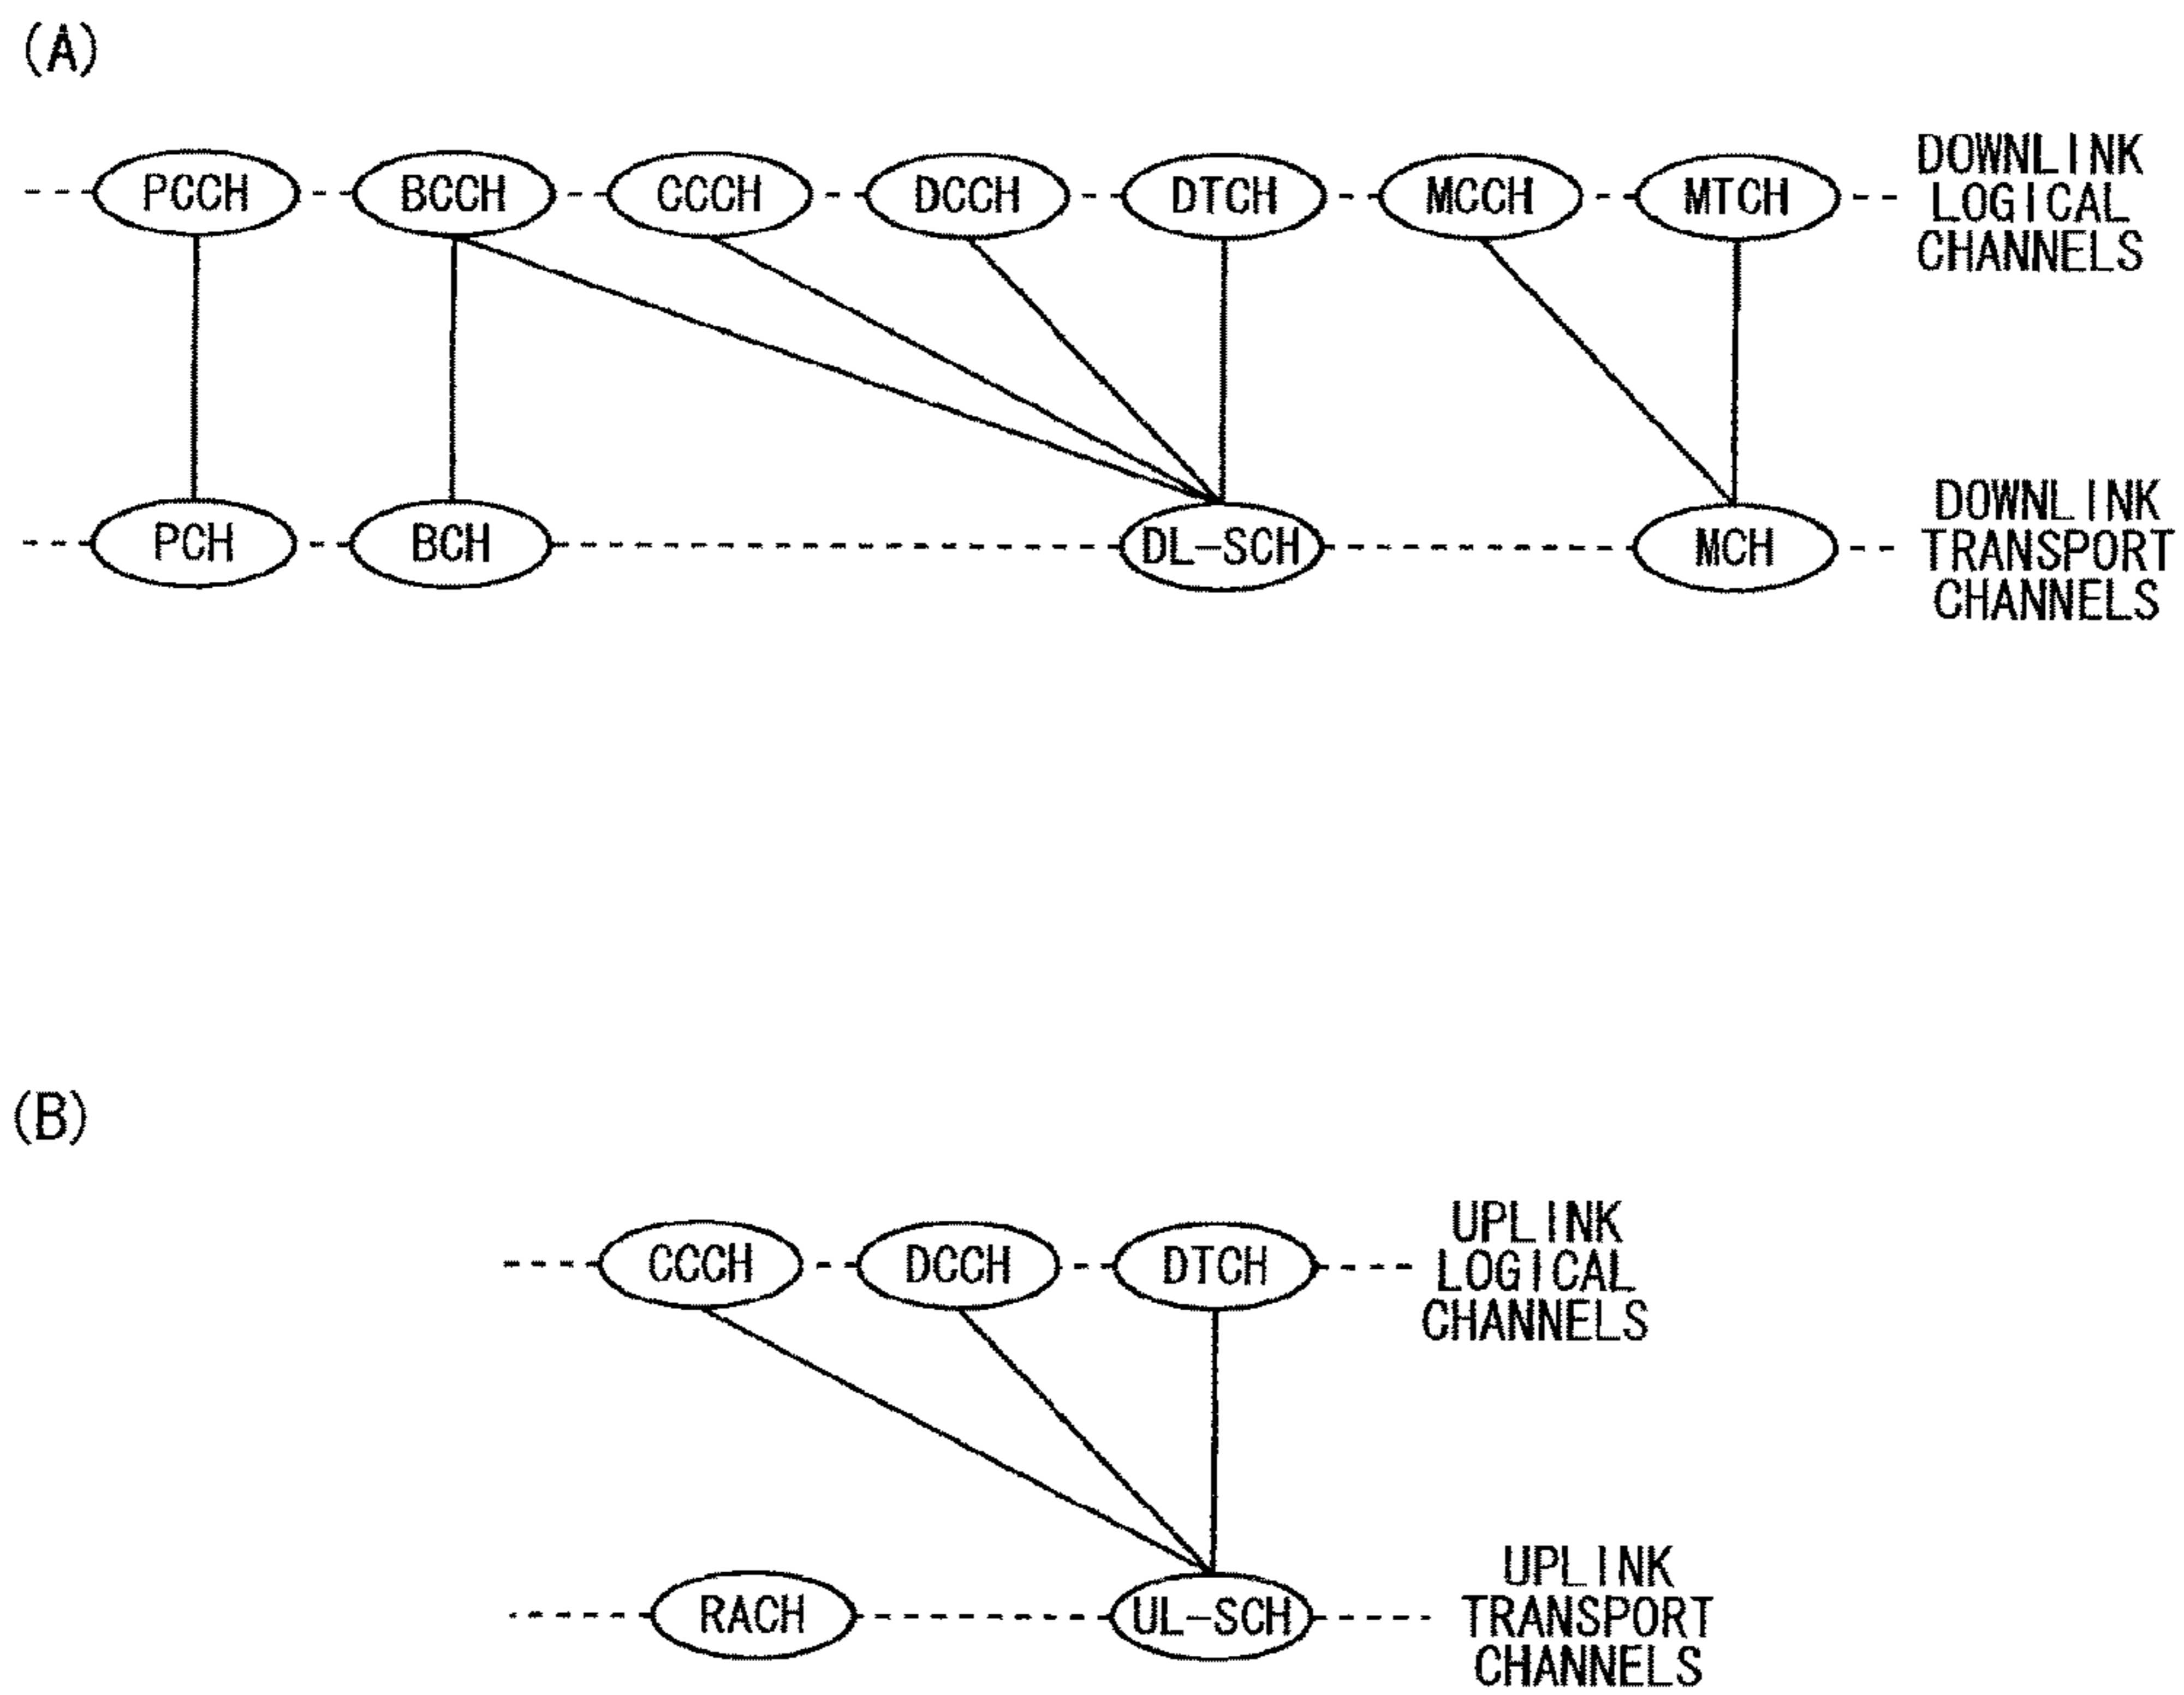 (A)
PCCH BCCH CCCH DCCH DTCH MCCH MTCH
DOWNLINK
LOGICAL
CHANNELS
PCH BCH DL-SCH MCH
DOWNLINK
TRANSPORT
CHANNELS
(B)
CCCH DCCH DTCH
UPLINK
LOGICAL
CHANNELS
RACH UL-SCH
UPLINK
TRANSPORT
CHANNELS